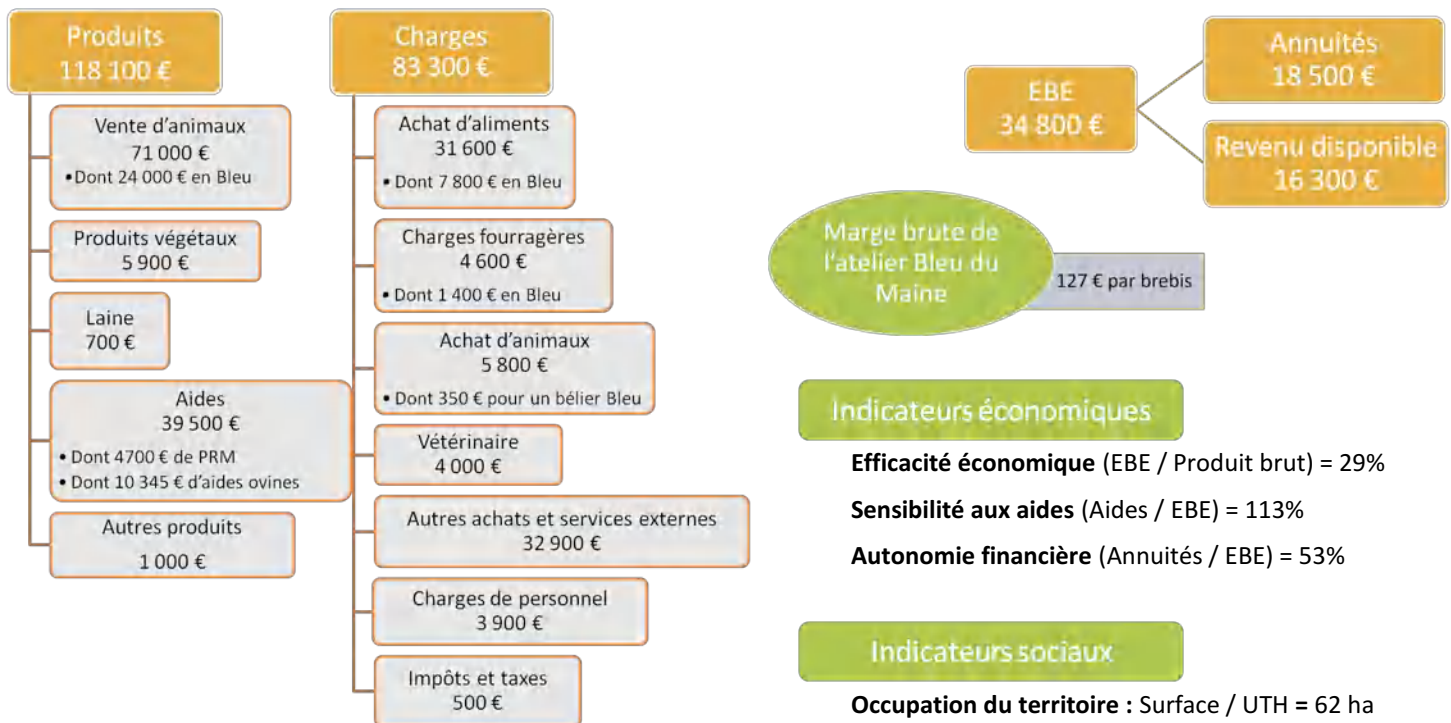 Produits
118 100 €
Vente d'animaux
71 000 €
•Dont 24 000 € en Bleu
Produits végétaux
5 900 €
Laine
700 €
Aides
39 500 €
• Dont 4700 € de PRM
• Dont 10 345 € d'aides ovines
Autres produits
1 000 €
Charges
83 300 €
Achat d'aliments
31 600 €
• Dont 7 800 € en Bleu
Charges fourragères
4 600 €
• Dont 1 400 € en Bleu
Achat d'animaux
5 800 €
• Dont 350 € pour un bélier Bleu
Vétérinaire
4 000 €
Autres achats et services externes
32 900 €
Charges de personnel
3 900 €
Impôts et taxes
500 €
EBE
34 800 €
Annuités
18 500 €
Revenu disponible
16 300 €
Marge brute de
l'atelier Bleu du
Maine
127 € par brebis
Indicateurs économiques
Efficacité économique (EBE / Produit brut) = 29%
Sensibilité aux aides (Aides / EBE) = 113%
Autonomie financière (Annuités / EBE) = 53%
Indicateurs sociaux
Occupation du territoire : Surface / UTH = 62 ha